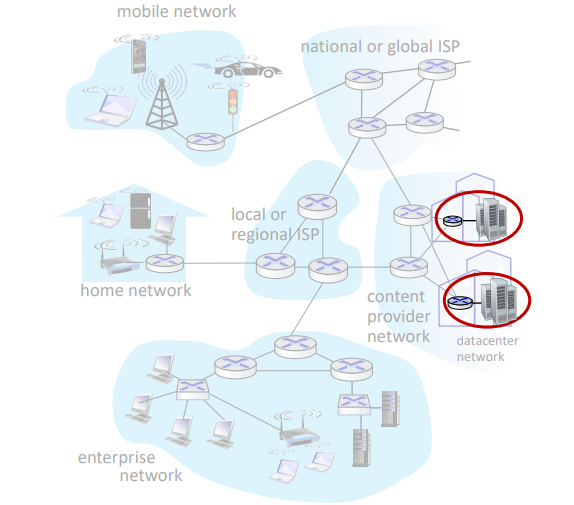 mobile network
national or global ISP
local or
regional ISP
home network
content
provider
network
datacenter
network
enterprise
network